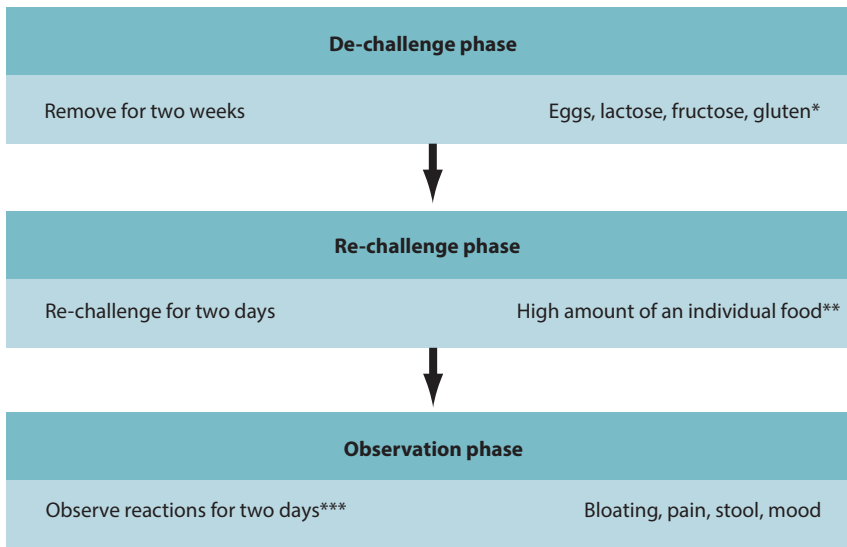 De-challenge phase
Remove for two weeks
Eggs, lactose, fructose, gluten*
Re-challenge phase
Re-challenge for two days
High amount of an individual food**
Observation phase
Observe reactions for two days***
Bloating, pain, stool, mood